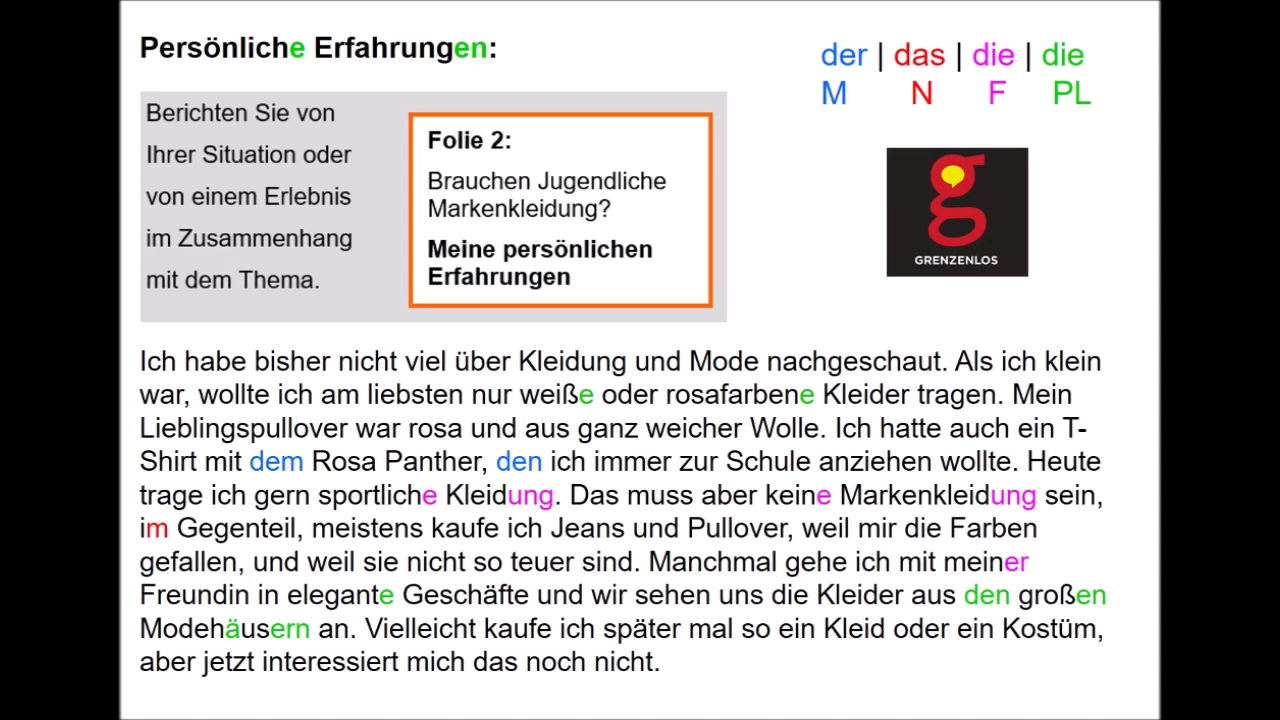 Persönliche Erfahrungen:
der | das | die | die
M N F PL
Berichten Sie von
Ihrer Situation oder
von einem Erlebnis
im Zusammenhang
mit dem Thema.
Folie 2:
Brauchen Jugendliche
Markenkleidung?
Meine persönlichen
Erfahrungen
g
GRENZENLOS
Ich habe bisher nicht viel über Kleidung und Mode nachgeschaut. Als ich klein
war, wollte ich am liebsten nur weiße oder rosafarbene Kleider tragen. Mein
Lieblingspullover war rosa und aus ganz weicher Wolle. Ich hatte auch ein T-
Shirt mit dem Rosa Panther, den ich immer zur Schule anziehen wollte. Heute
trage ich gern sportliche Kleidung. Das muss aber keine Markenkleidung sein,
im Gegenteil, meistens kaufe ich Jeans und Pullover, weil mir die Farben
gefallen, und weil sie nicht so teuer sind. Manchmal gehe ich mit meiner
Freundin in elegante Geschäfte und wir sehen uns die Kleider aus den großen
Modehäusern an. Vielleicht kaufe ich später mal so ein Kleid oder ein Kostüm,
aber jetzt interessiert mich das noch nicht.